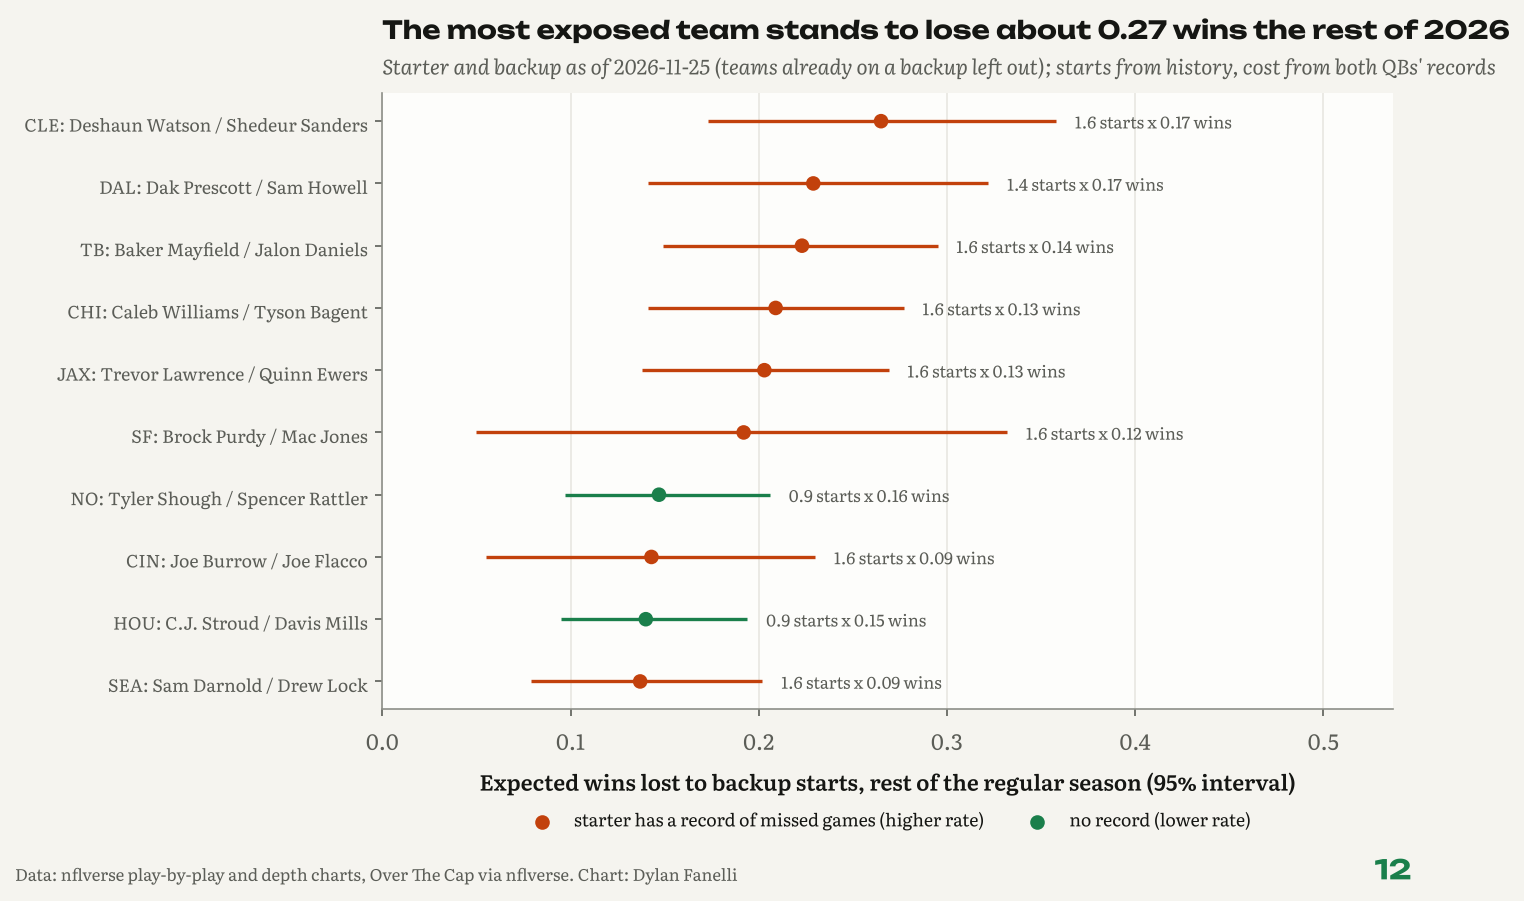 The most exposed team stands to lose about 0.27 wins the rest of 2026
Starter and backup as of 2026-11-25 (teams already on a backup left out); starts from history, cost from both QBs' records
CLE: Deshaun Watson / Shedeur Sanders
1.6 starts x 0.17 wins
DAL: Dak Prescott / Sam Howell
1.4 starts x 0.17 wins
TB: Baker Mayfield / Jalon Daniels
1.6 starts x 0.14 wins
CHI: Caleb Williams / Tyson Bagent
1.6 starts x 0.13 wins
JAX: Trevor Lawrence / Quinn Ewers
1.6 starts x 0.13 wins
SF: Brock Purdy / Mac Jones
1.6 starts x 0.12 wins
NO: Tyler Shough / Spencer Rattler
0.9 starts x 0.16 wins
CIN: Joe Burrow / Joe Flacco
1.6 starts x 0.09 wins
HOU: C.J. Stroud / Davis Mills
0.9 starts x 0.15 wins
SEA: Sam Darnold / Drew Lock
1.6 starts x 0.09 wins
0.0 0.1 0.2 0.3 0.4 0.5
Expected wins lost to backup starts, rest of the regular season (95% interval)
starter has a record of missed games (higher rate) no record (lower rate)
Data: nflverse play-by-play and depth charts, Over The Cap via nflverse. Chart: Dylan Fanelli
12